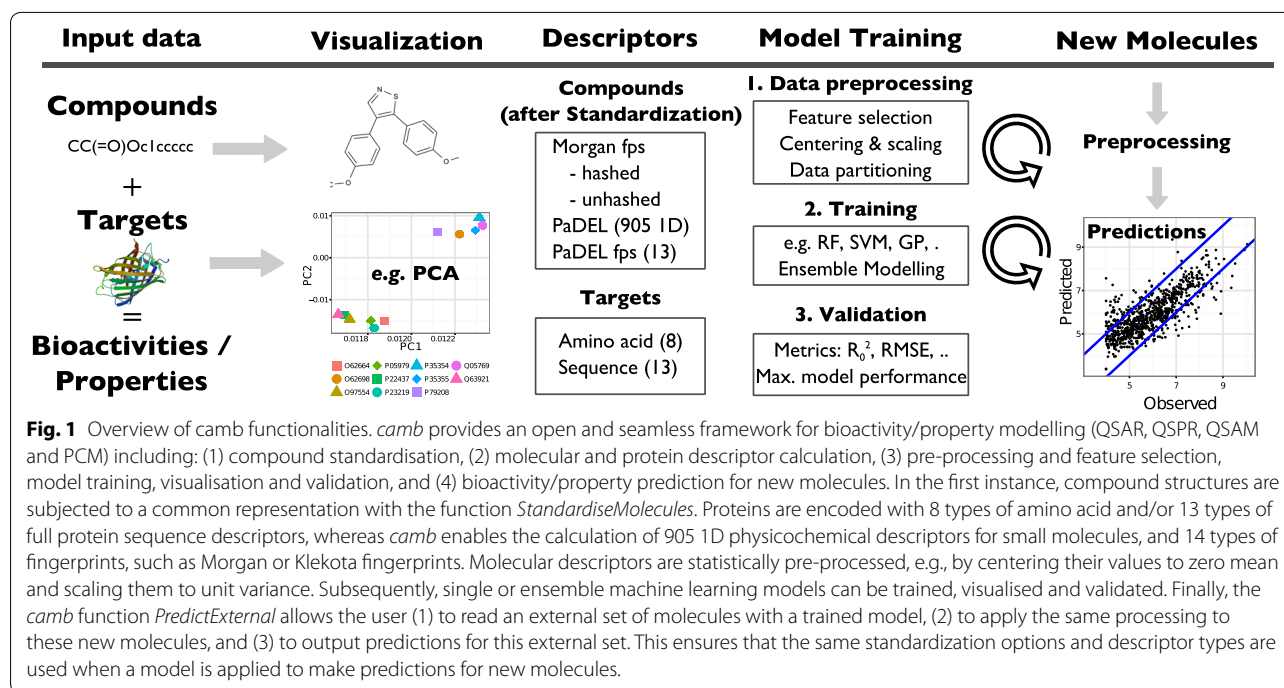 Input data
Visualization
Descriptors
Model Training
New Molecules
Compounds
CC(=O)Oc1ccccc
+
Targets
=
Bioactivities /
Properties
N
S
O
O
0.01
0.00
−0.01
PC2
e.g. PCA
0.0118
0.0120
0.0122
PC1
O62664 P05979 P35354 Q05769
O62698 P22437 P35355 Q63921
O97554 P23219 P79208
Compounds
(after Standardization)
Morgan fps
- hashed
- unhashed
PaDEL (905 1D)
PaDEL fps (13)
Targets
Amino acid (8)
Sequence (13)
1. Data preprocessing
Feature selection
Centering & scaling
Data partitioning
2. Training
e.g. RF, SVM, GP, .
Ensemble Modelling
3. Validation
Metrics: R₀², RMSE, ..
Max. model performance
Preprocessing
Predictions
Predicted
9
7
5
5 7 9
Observed
Fig. 1 Overview of camb functionalities. camb provides an open and seamless framework for bioactivity/property modelling (QSAR, QSPR, QSAM
and PCM) including: (1) compound standardisation, (2) molecular and protein descriptor calculation, (3) pre-processing and feature selection,
model training, visualisation and validation, and (4) bioactivity/property prediction for new molecules. In the first instance, compound structures are
subjected to a common representation with the function StandardiseMolecules. Proteins are encoded with 8 types of amino acid and/or 13 types of
full protein sequence descriptors, whereas camb enables the calculation of 905 1D physicochemical descriptors for small molecules, and 14 types of
fingerprints, such as Morgan or Klekota fingerprints. Molecular descriptors are statistically pre-processed, e.g., by centering their values to zero mean
and scaling them to unit variance. Subsequently, single or ensemble machine learning models can be trained, visualised and validated. Finally, the
camb function PredictExternal allows the user (1) to read an external set of molecules with a trained model, (2) to apply the same processing to
these new molecules, and (3) to output predictions for this external set. This ensures that the same standardization options and descriptor types are
used when a model is applied to make predictions for new molecules.